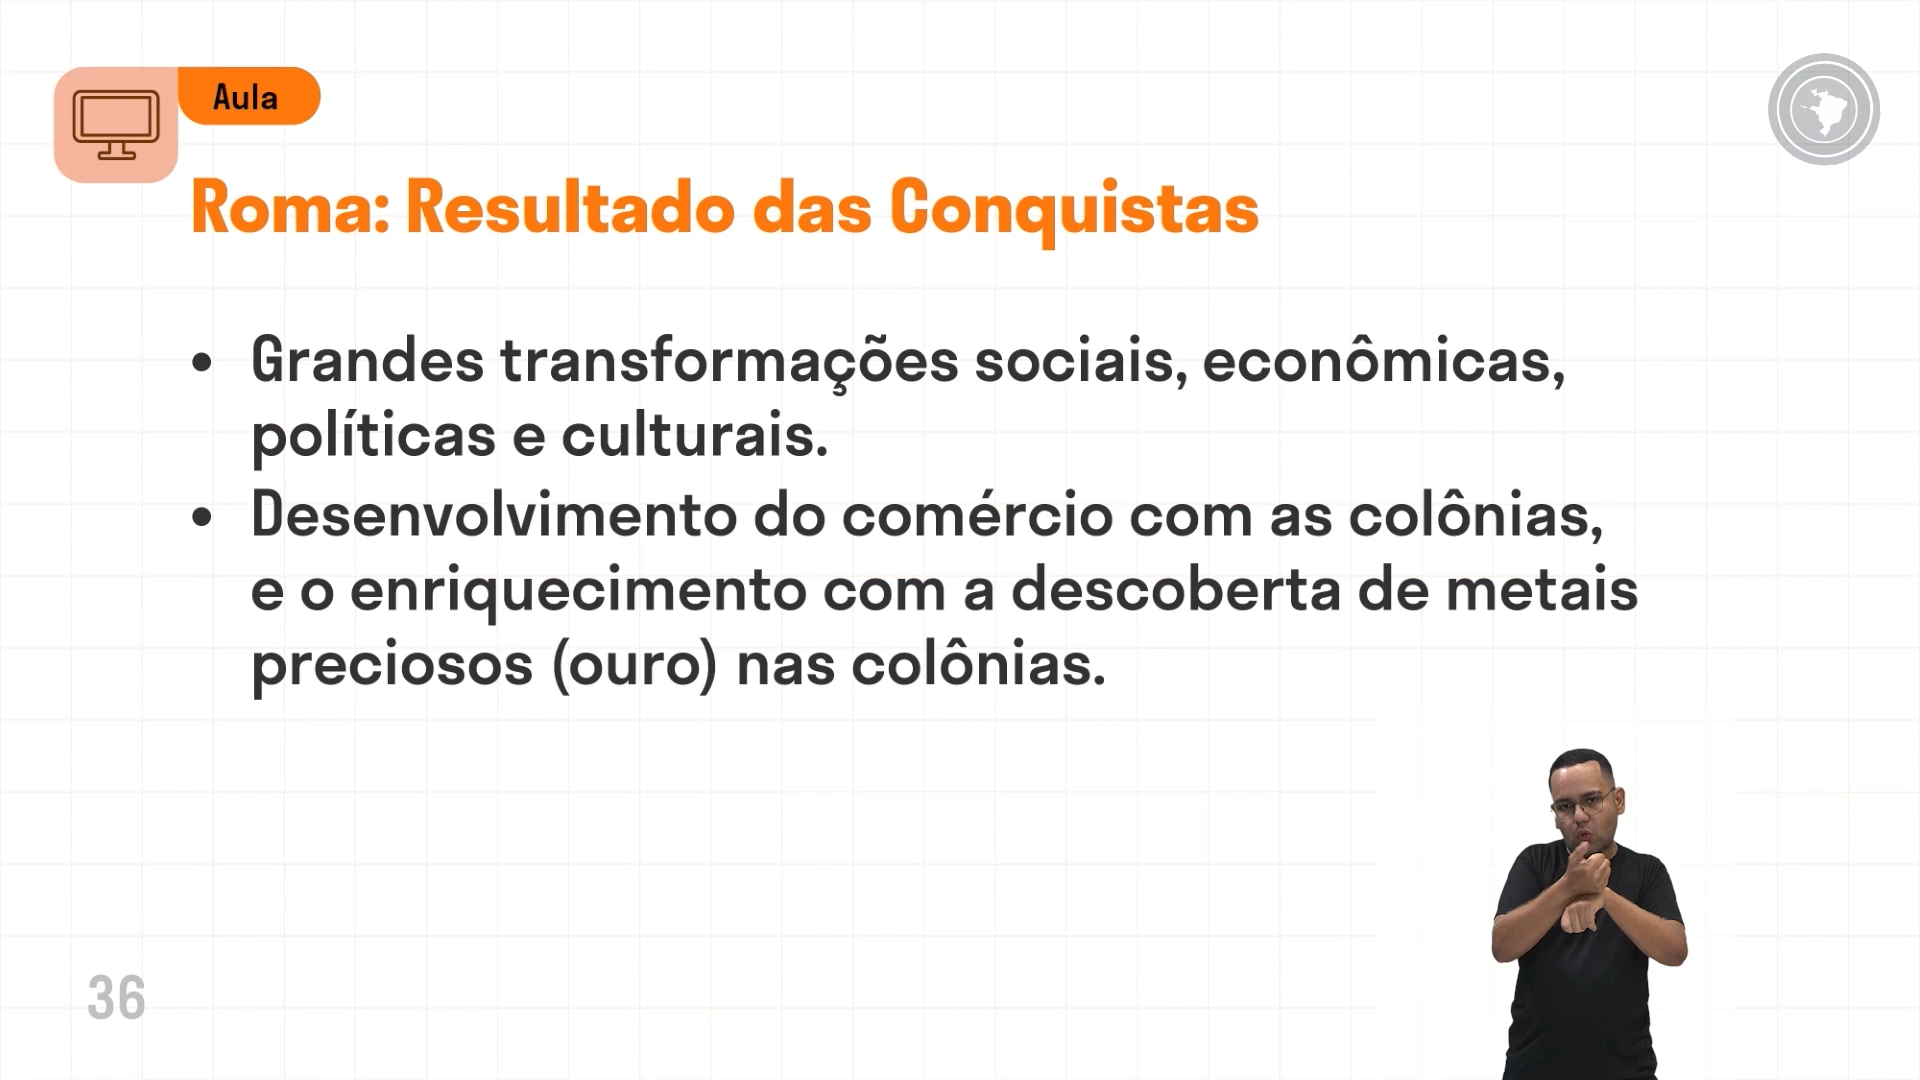 Aula
Roma: Resultado das Conquistas
• Grandes transformações sociais, econômicas,
políticas e culturais.
• Desenvolvimento do comércio com as colônias,
e o enriquecimento com a descoberta de metais
preciosos (ouro) nas colônias.
36